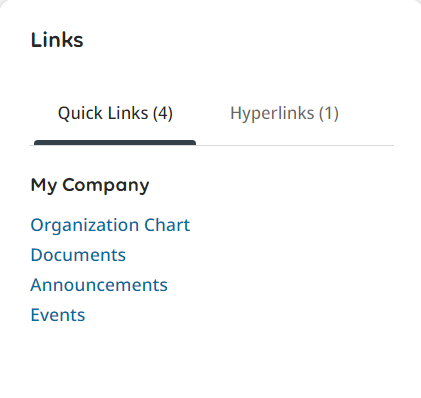 Links
Quick Links (4) Hyperlinks (1)
My Company
Organization Chart
Documents
Announcements
Events